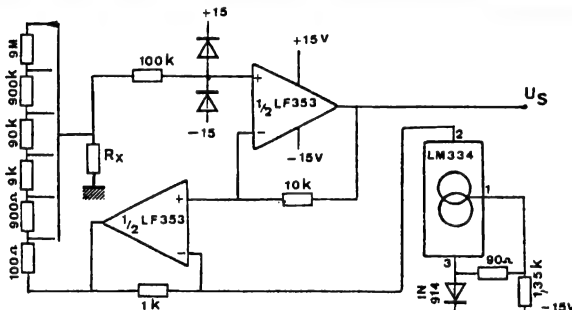 +15
9M
900k
90k
9k
900Ω
100Ω
100k
-15
Rx
+15V
+
1/2 LF353
-
-15V
US
10k
+
1/2 LF353
-
1k
2
LM334
1
3
90Ω
1,35k
IN
914
-15V